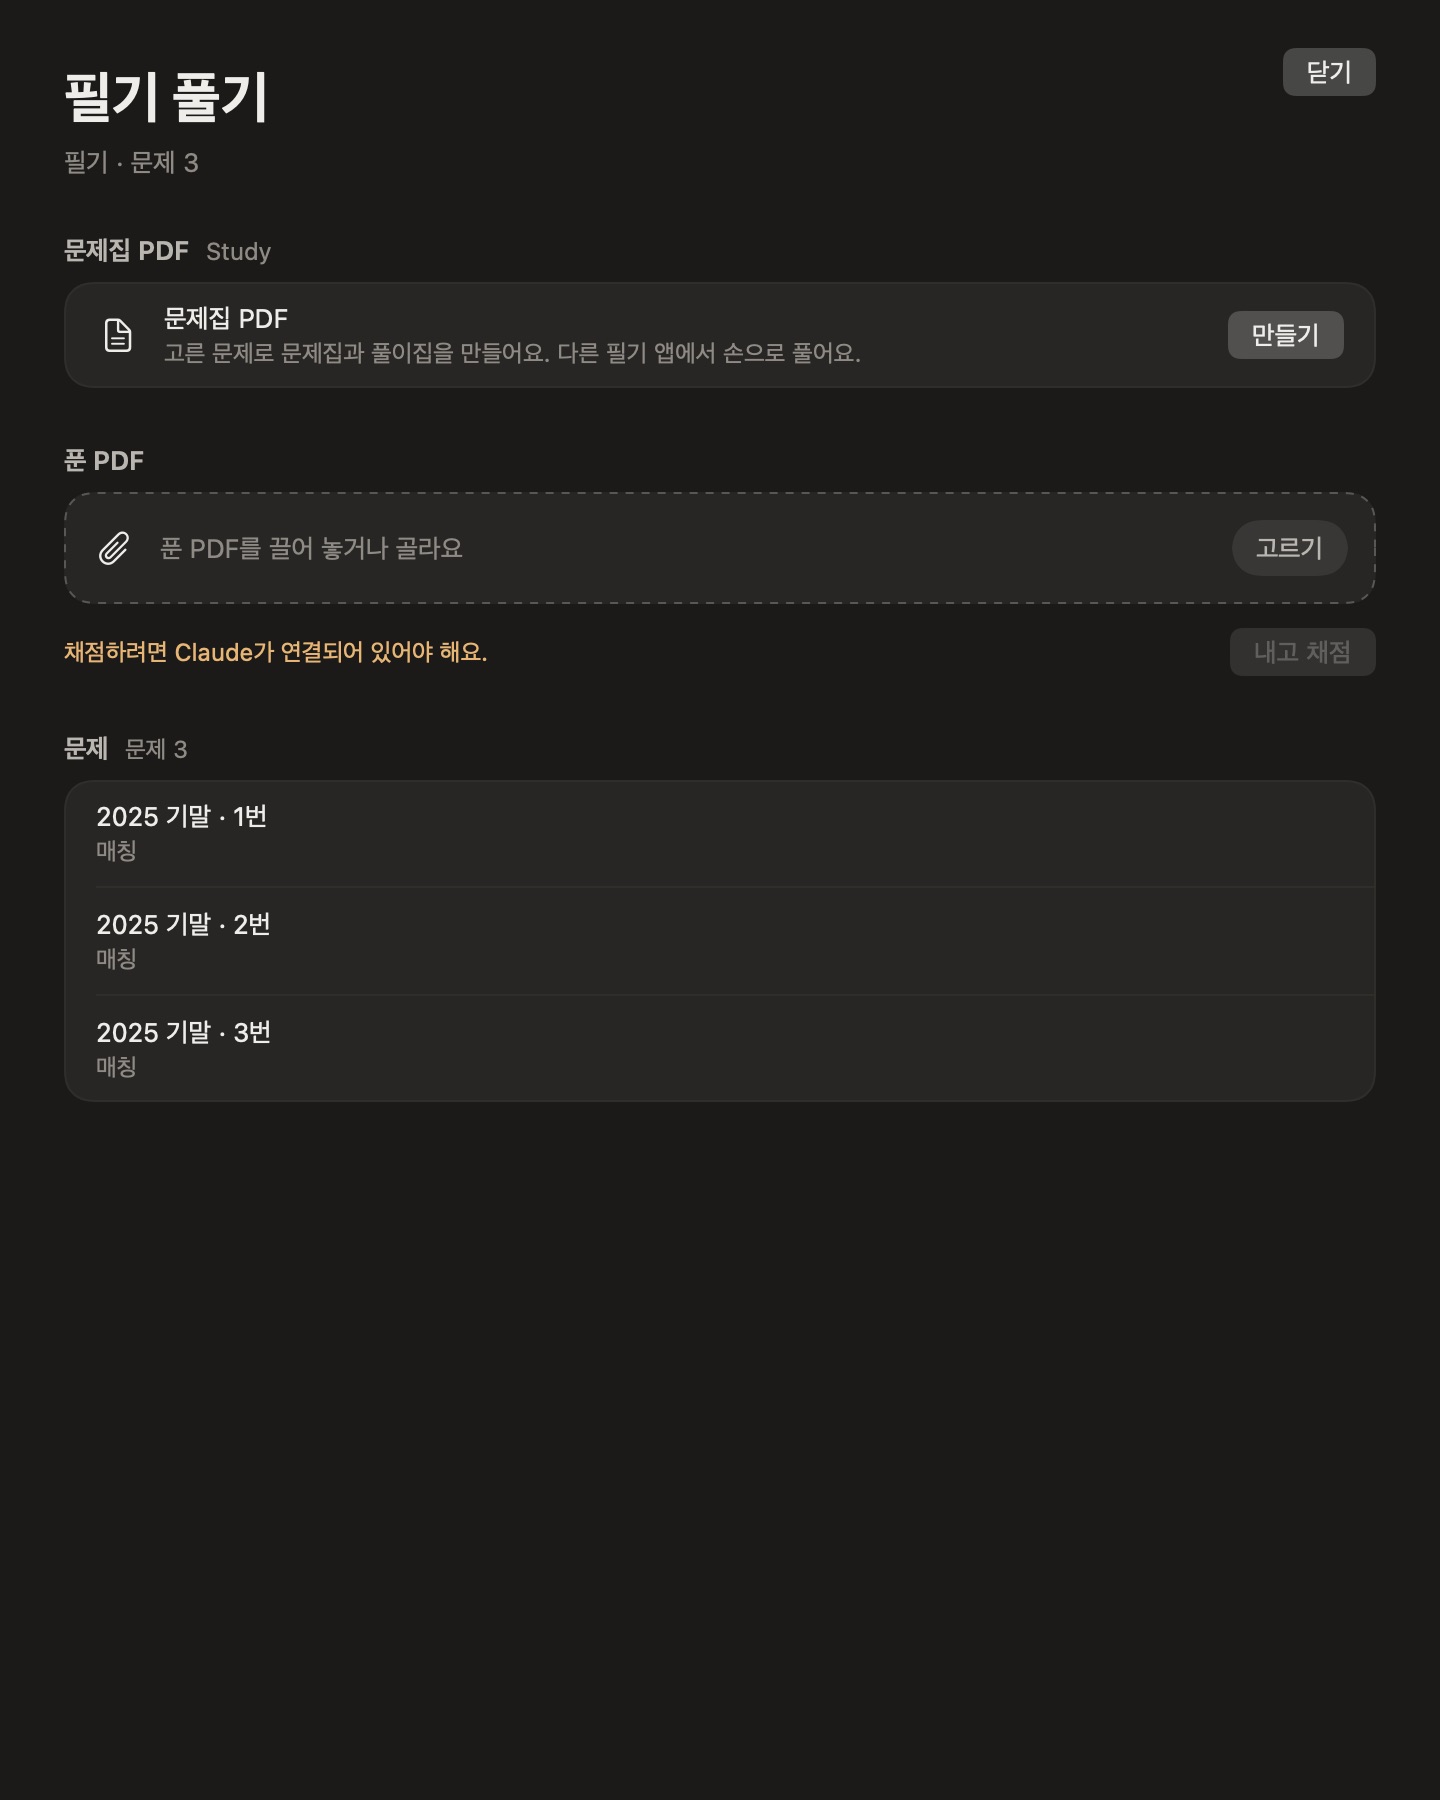 필기 풀기
닫기
필기 · 문제 3
문제집 PDF Study
문제집 PDF
고른 문제로 문제집과 풀이집을 만들어요. 다른 필기 앱에서 손으로 풀어요.
만들기
푼 PDF
푼 PDF를 끌어 놓거나 골라요
고르기
채점하려면 Claude가 연결되어 있어야 해요.
내고 채점
문제 문제 3
2025 기말 · 1번
매칭
2025 기말 · 2번
매칭
2025 기말 · 3번
매칭